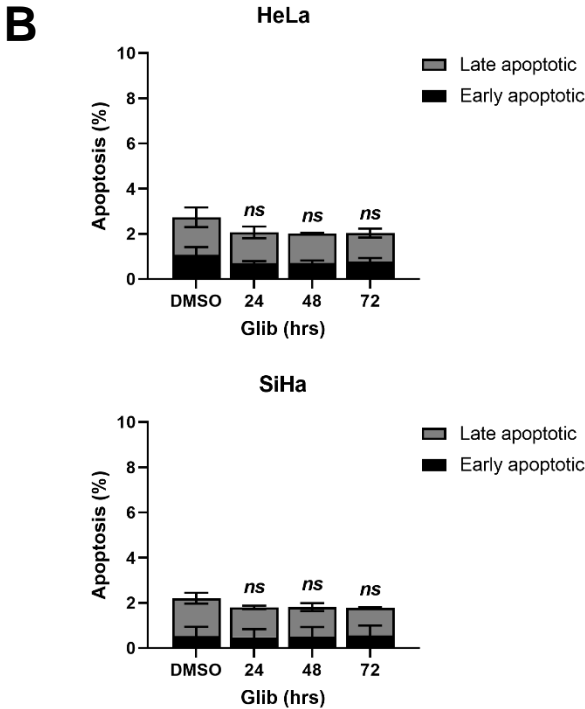 B
HeLa
Apoptosis (%)
10
8
6
4
2
0
ns
ns
ns
DMSO 24 48 72
Glib (hrs)
Late apoptotic
Early apoptotic
SiHa
Apoptosis (%)
10
8
6
4
2
0
ns
ns
ns
DMSO 24 48 72
Glib (hrs)
Late apoptotic
Early apoptotic